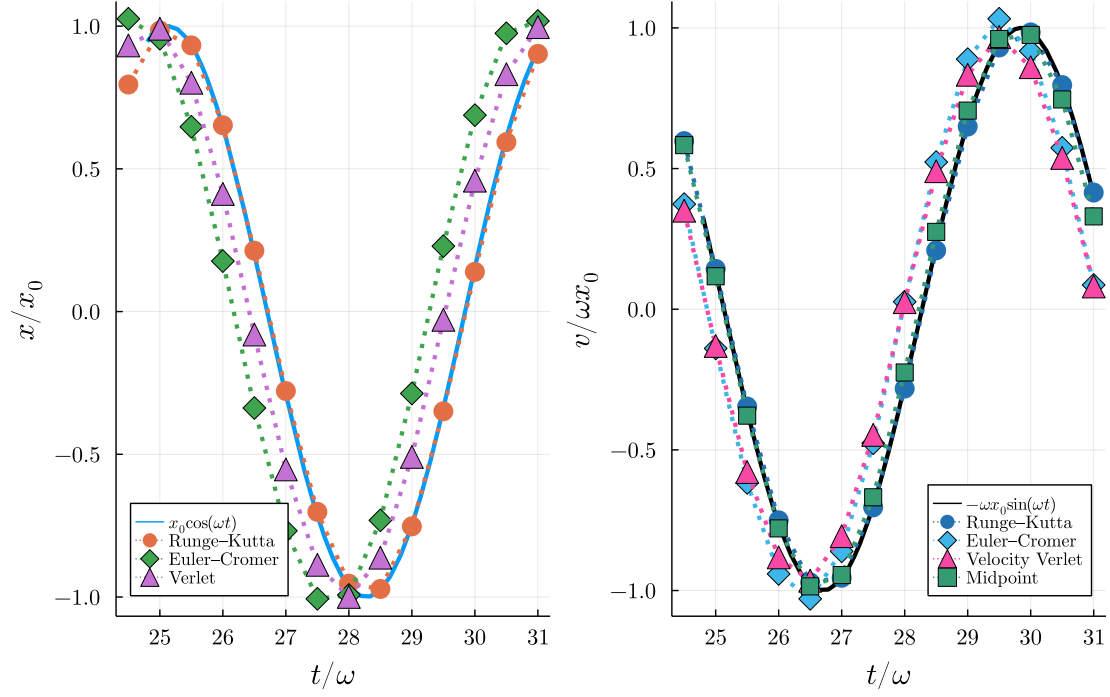 1.0
0.5
0.0
−0.5
−1.0
x/x₀
25 26 27 28 29 30 31
t/ω
x₀cos(ωt)
Runge–Kutta
Euler–Cromer
Verlet
1.0
0.5
0.0
−0.5
−1.0
v/ωx₀
25 26 27 28 29 30 31
t/ω
−ωx₀sin(ωt)
Runge–Kutta
Euler–Cromer
Velocity Verlet
Midpoint